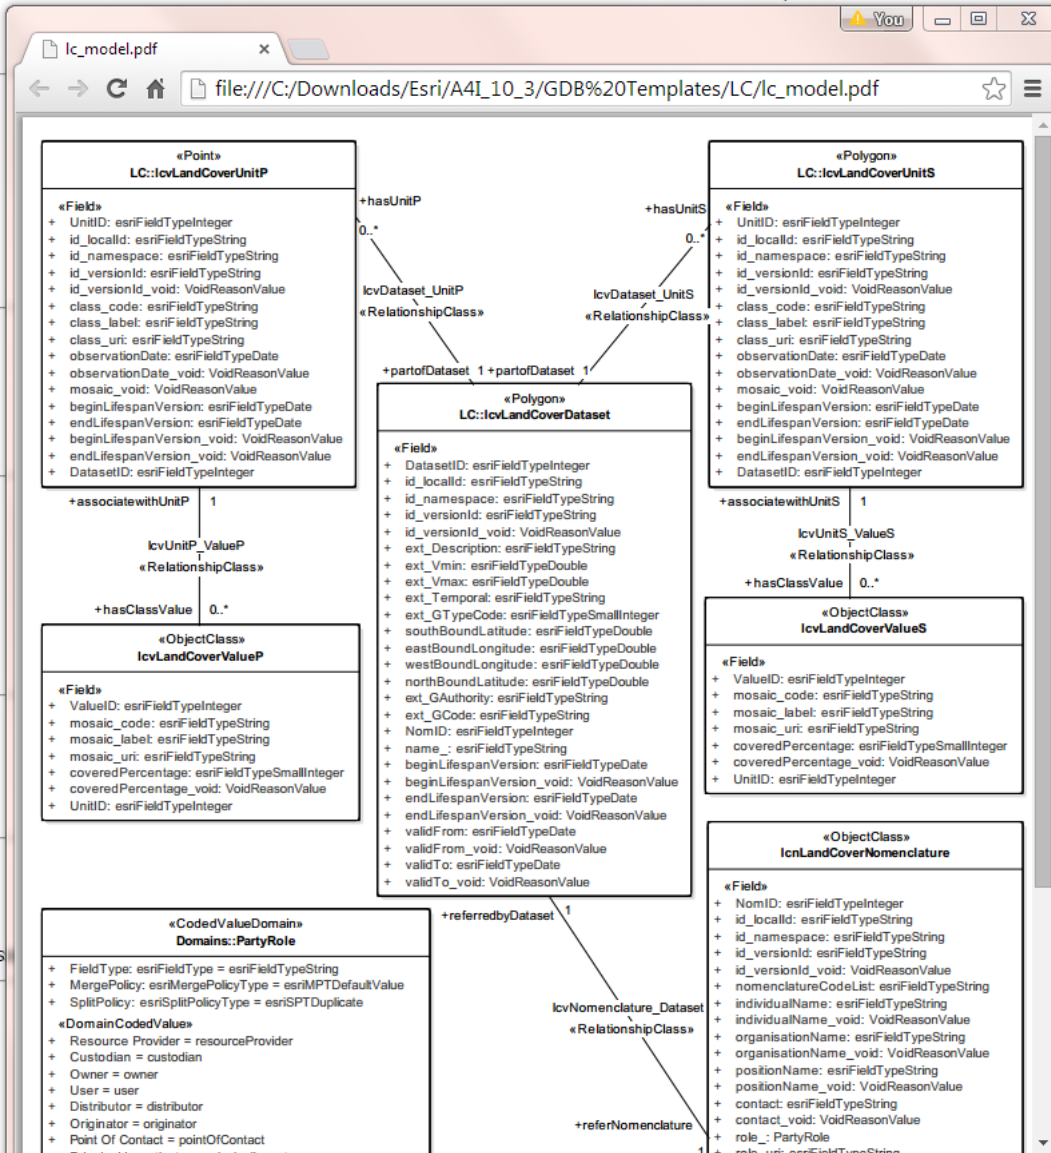 You
lc_model.pdf
file:///C:/Downloads/Esri/A4I_10_3/GDB%20Templates/LC/lc_model.pdf
«Point»
LC::lcvLandCoverUnitP
«Field»
+ UnitID: esriFieldTypeInteger
+ id_localId: esriFieldTypeString
+ id_namespace: esriFieldTypeString
+ id_versionId: esriFieldTypeString
+ id_versionId_void: VoidReasonValue
+ class_code: esriFieldTypeString
+ class_label: esriFieldTypeString
+ class_uri: esriFieldTypeString
+ observationDate: esriFieldTypeDate
+ observationDate_void: VoidReasonValue
+ mosaic_void: VoidReasonValue
+ beginLifespanVersion: esriFieldTypeDate
+ endLifespanVersion: esriFieldTypeDate
+ beginLifespanVersion_void: VoidReasonValue
+ endLifespanVersion_void: VoidReasonValue
+ DatasetID: esriFieldTypeInteger
+hasUnitP
0..*
lcvDataset_UnitP
«RelationshipClass»
+partofDataset 1
«Polygon»
LC::lcvLandCoverUnitS
«Field»
+ UnitID: esriFieldTypeInteger
+ id_localId: esriFieldTypeString
+ id_namespace: esriFieldTypeString
+ id_versionId: esriFieldTypeString
+ id_versionId_void: VoidReasonValue
+ class_code: esriFieldTypeString
+ class_label: esriFieldTypeString
+ class_uri: esriFieldTypeString
+ observationDate: esriFieldTypeDate
+ observationDate_void: VoidReasonValue
+ mosaic_void: VoidReasonValue
+ beginLifespanVersion: esriFieldTypeDate
+ endLifespanVersion: esriFieldTypeDate
+ beginLifespanVersion_void: VoidReasonValue
+ endLifespanVersion_void: VoidReasonValue
+ DatasetID: esriFieldTypeInteger
+hasUnitS
0..*
lcvDataset_UnitS
«RelationshipClass»
+partofDataset 1
«Polygon»
LC::lcvLandCoverDataset
«Field»
+ DatasetID: esriFieldTypeInteger
+ id_localId: esriFieldTypeString
+ id_namespace: esriFieldTypeString
+ id_versionId: esriFieldTypeString
+ id_versionId_void: VoidReasonValue
+ ext_Description: esriFieldTypeString
+ ext_Vmin: esriFieldTypeDouble
+ ext_Vmax: esriFieldTypeDouble
+ ext_Temporal: esriFieldTypeString
+ ext_GTypeCode: esriFieldTypeSmallInteger
+ southBoundLatitude: esriFieldTypeDouble
+ eastBoundLongitude: esriFieldTypeDouble
+ westBoundLongitude: esriFieldTypeDouble
+ northBoundLatitude: esriFieldTypeDouble
+ ext_GAuthority: esriFieldTypeString
+ ext_GCode: esriFieldTypeString
+ NomID: esriFieldTypeInteger
+ name_: esriFieldTypeString
+ beginLifespanVersion: esriFieldTypeDate
+ beginLifespanVersion_void: VoidReasonValue
+ endLifespanVersion: esriFieldTypeDate
+ endLifespanVersion_void: VoidReasonValue
+ validFrom: esriFieldTypeDate
+ validFrom_void: VoidReasonValue
+ validTo: esriFieldTypeDate
+ validTo_void: VoidReasonValue
+associatewithUnitP 1
lcvUnitP_ValueP
«RelationshipClass»
+hasClassValue 0..*
«ObjectClass»
lcvLandCoverValueP
«Field»
+ ValueID: esriFieldTypeInteger
+ mosaic_code: esriFieldTypeString
+ mosaic_label: esriFieldTypeString
+ mosaic_uri: esriFieldTypeString
+ coveredPercentage: esriFieldTypeSmallInteger
+ coveredPercentage_void: VoidReasonValue
+ UnitID: esriFieldTypeInteger
+associatewithUnitS 1
lcvUnitS_ValueS
«RelationshipClass»
+hasClassValue 0..*
«ObjectClass»
lcvLandCoverValueS
«Field»
+ ValueID: esriFieldTypeInteger
+ mosaic_code: esriFieldTypeString
+ mosaic_label: esriFieldTypeString
+ mosaic_uri: esriFieldTypeString
+ coveredPercentage: esriFieldTypeSmallInteger
+ coveredPercentage_void: VoidReasonValue
+ UnitID: esriFieldTypeInteger
«CodedValueDomain»
Domains::PartyRole
+ FieldType: esriFieldType = esriFieldTypeString
+ MergePolicy: esriMergePolicyType = esriMPTDefaultValue
+ SplitPolicy: esriSplitPolicyType = esriSPTDuplicate
«DomainCodedValue»
+ Resource Provider = resourceProvider
+ Custodian = custodian
+ Owner = owner
+ User = user
+ Distributor = distributor
+ Originator = originator
+ Point Of Contact = pointOfContact
+referredbyDataset 1
lcvNomenclature_Dataset
«RelationshipClass»
+referNomenclature
1
«ObjectClass»
lcnLandCoverNomenclature
«Field»
+ NomID: esriFieldTypeInteger
+ id_localId: esriFieldTypeString
+ id_namespace: esriFieldTypeString
+ id_versionId: esriFieldTypeString
+ id_versionId_void: VoidReasonValue
+ nomenclatureCodeList: esriFieldTypeString
+ individualName: esriFieldTypeString
+ individualName_void: VoidReasonValue
+ organisationName: esriFieldTypeString
+ organisationName_void: VoidReasonValue
+ positionName: esriFieldTypeString
+ positionName_void: VoidReasonValue
+ contact: esriFieldTypeString
+ contact_void: VoidReasonValue
+ role_: PartyRole
+ role_uri: esriFieldTypeString